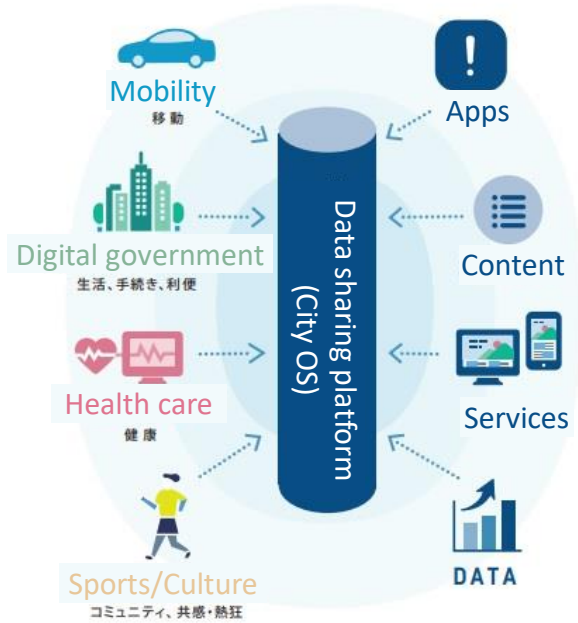 Mobility
移動
Digital government
生活、手続き、利便
Health care
健康
Sports/Culture
コミュニティ、共感・熱狂
Data sharing platform
(City OS)
Apps
Content
Services
DATA